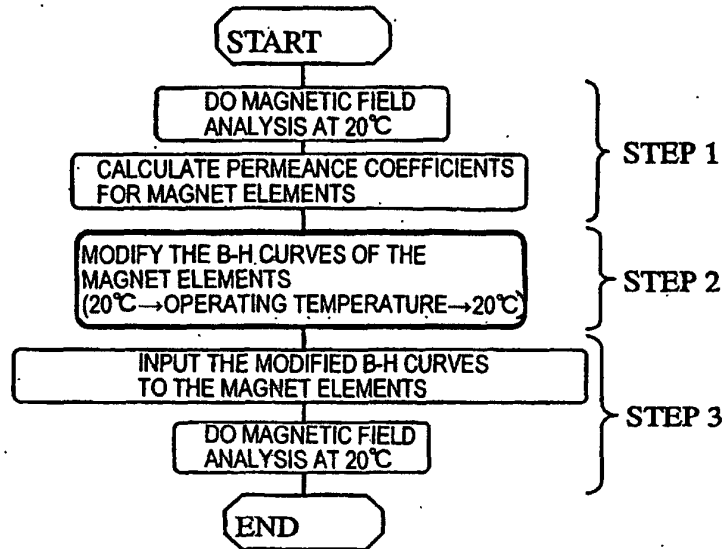 START
DO MAGNETIC FIELD
ANALYSIS AT 20℃
CALCULATE PERMEANCE COEFFICIENTS
FOR MAGNET ELEMENTS
STEP 1
MODIFY THE B-H CURVES OF THE
MAGNET ELEMENTS
(20℃→OPERATING TEMPERATURE→20℃)
STEP 2
INPUT THE MODIFIED B-H CURVES
TO THE MAGNET ELEMENTS
DO MAGNETIC FIELD
ANALYSIS AT 20℃
STEP 3
END